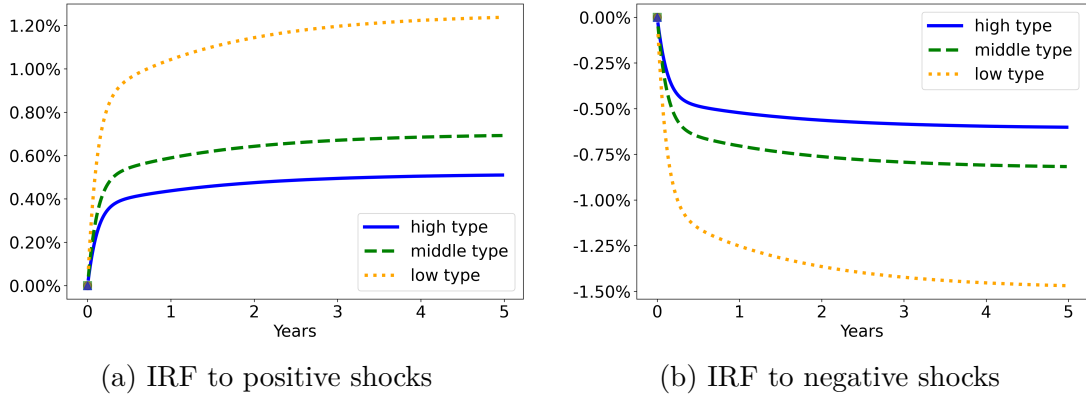 1.20%
1.00%
0.80%
0.60%
0.40%
0.20%
0.00%
high type
middle type
low type
0 1 2 3 4 5
Years
(a) IRF to positive shocks
0.00%
-0.25%
-0.50%
-0.75%
-1.00%
-1.25%
-1.50%
high type
middle type
low type
0 1 2 3 4 5
Years
(b) IRF to negative shocks